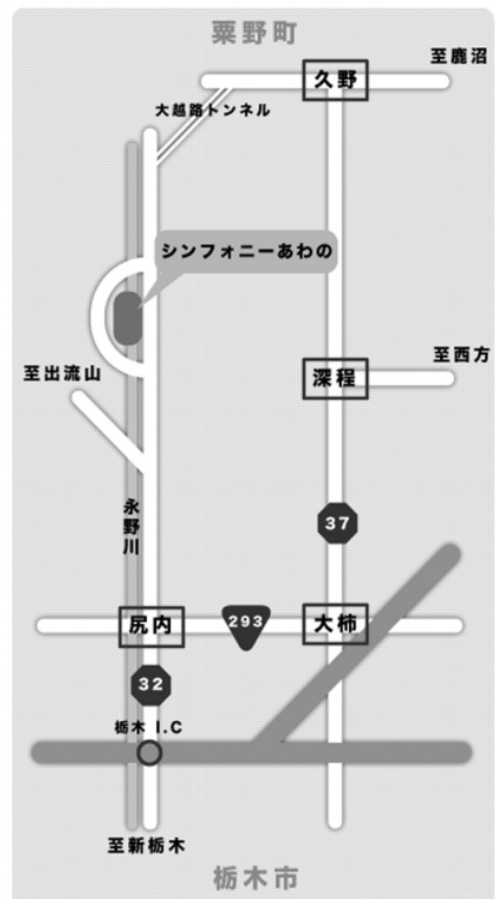 粟野町
至鹿沼
久野
大越路トンネル
シンフォニーあわの
至西方
至出流山
深程
永野川
37
尻内
293
大柿
32
栃木 I.C
至新栃木
栃木市